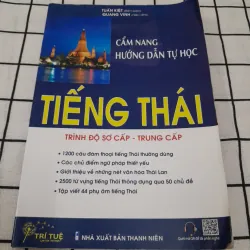 TUẤN KIỆT
QUANG VINH
CẨM NANG
HƯỚNG DẪN TỰ HỌC
TIẾNG THÁI
TRÌNH ĐỘ SƠ CẤP - TRUNG CẤP
• 1200 câu đàm thoại tiếng Thái thường dùng
• Các chủ điểm ngữ pháp thiết yếu
• Giới thiệu về những nét văn hóa Thái Lan
• 2500 từ vựng tiếng Thái thông dụng qua 50 chủ đề
• Tập viết 44 phụ âm tiếng Thái
TRÍ TUỆ
NHÀ XUẤT BẢN THANH NIÊN